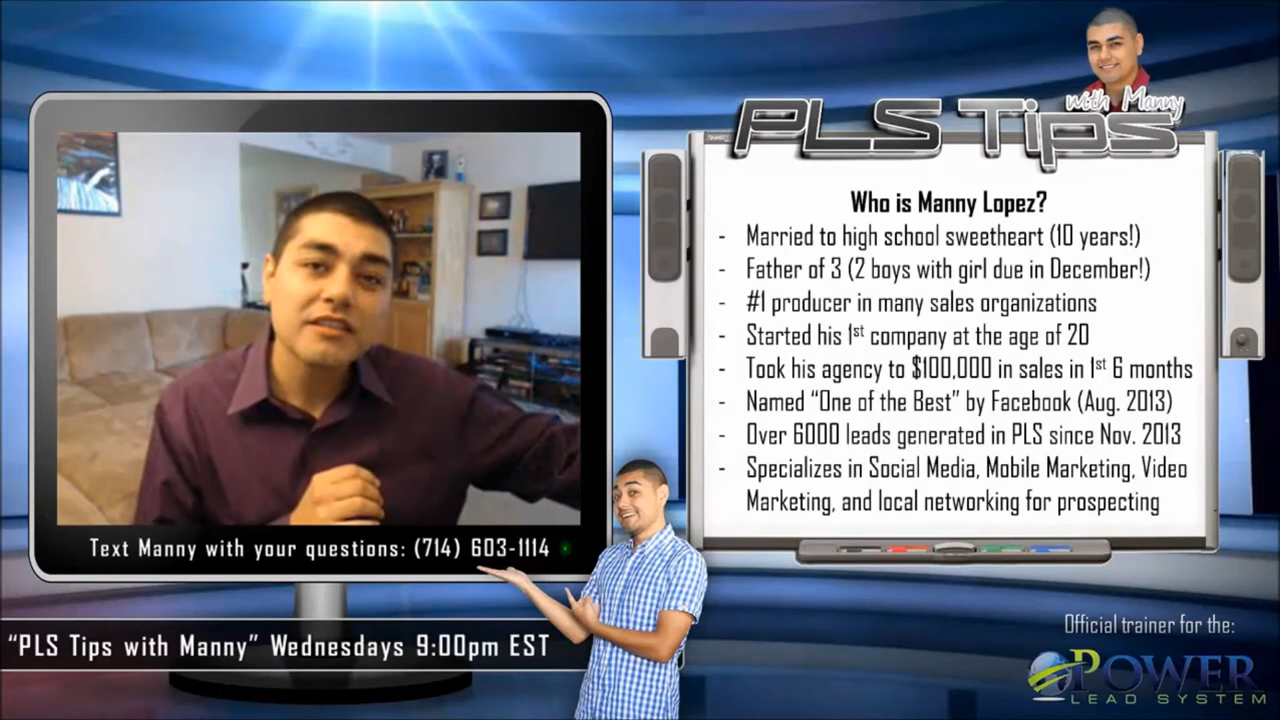 with Manny
PLS Tips
Who is Manny Lopez?
- Married to high school sweetheart (10 years!)
- Father of 3 (2 boys with girl due in December!)
- #1 producer in many sales organizations
- Started his 1st company at the age of 20
- Took his agency to $100,000 in sales in 1st 6 months
- Named “One of the Best” by Facebook (Aug. 2013)
- Over 6000 leads generated in PLS since Nov. 2013
- Specializes in Social Media, Mobile Marketing, Video
Marketing, and local networking for prospecting
Text Manny with your questions: (714) 603-1114
“PLS Tips with Manny” Wednesdays 9:00pm EST
Official trainer for the:
POWER
LEAD SYSTEM